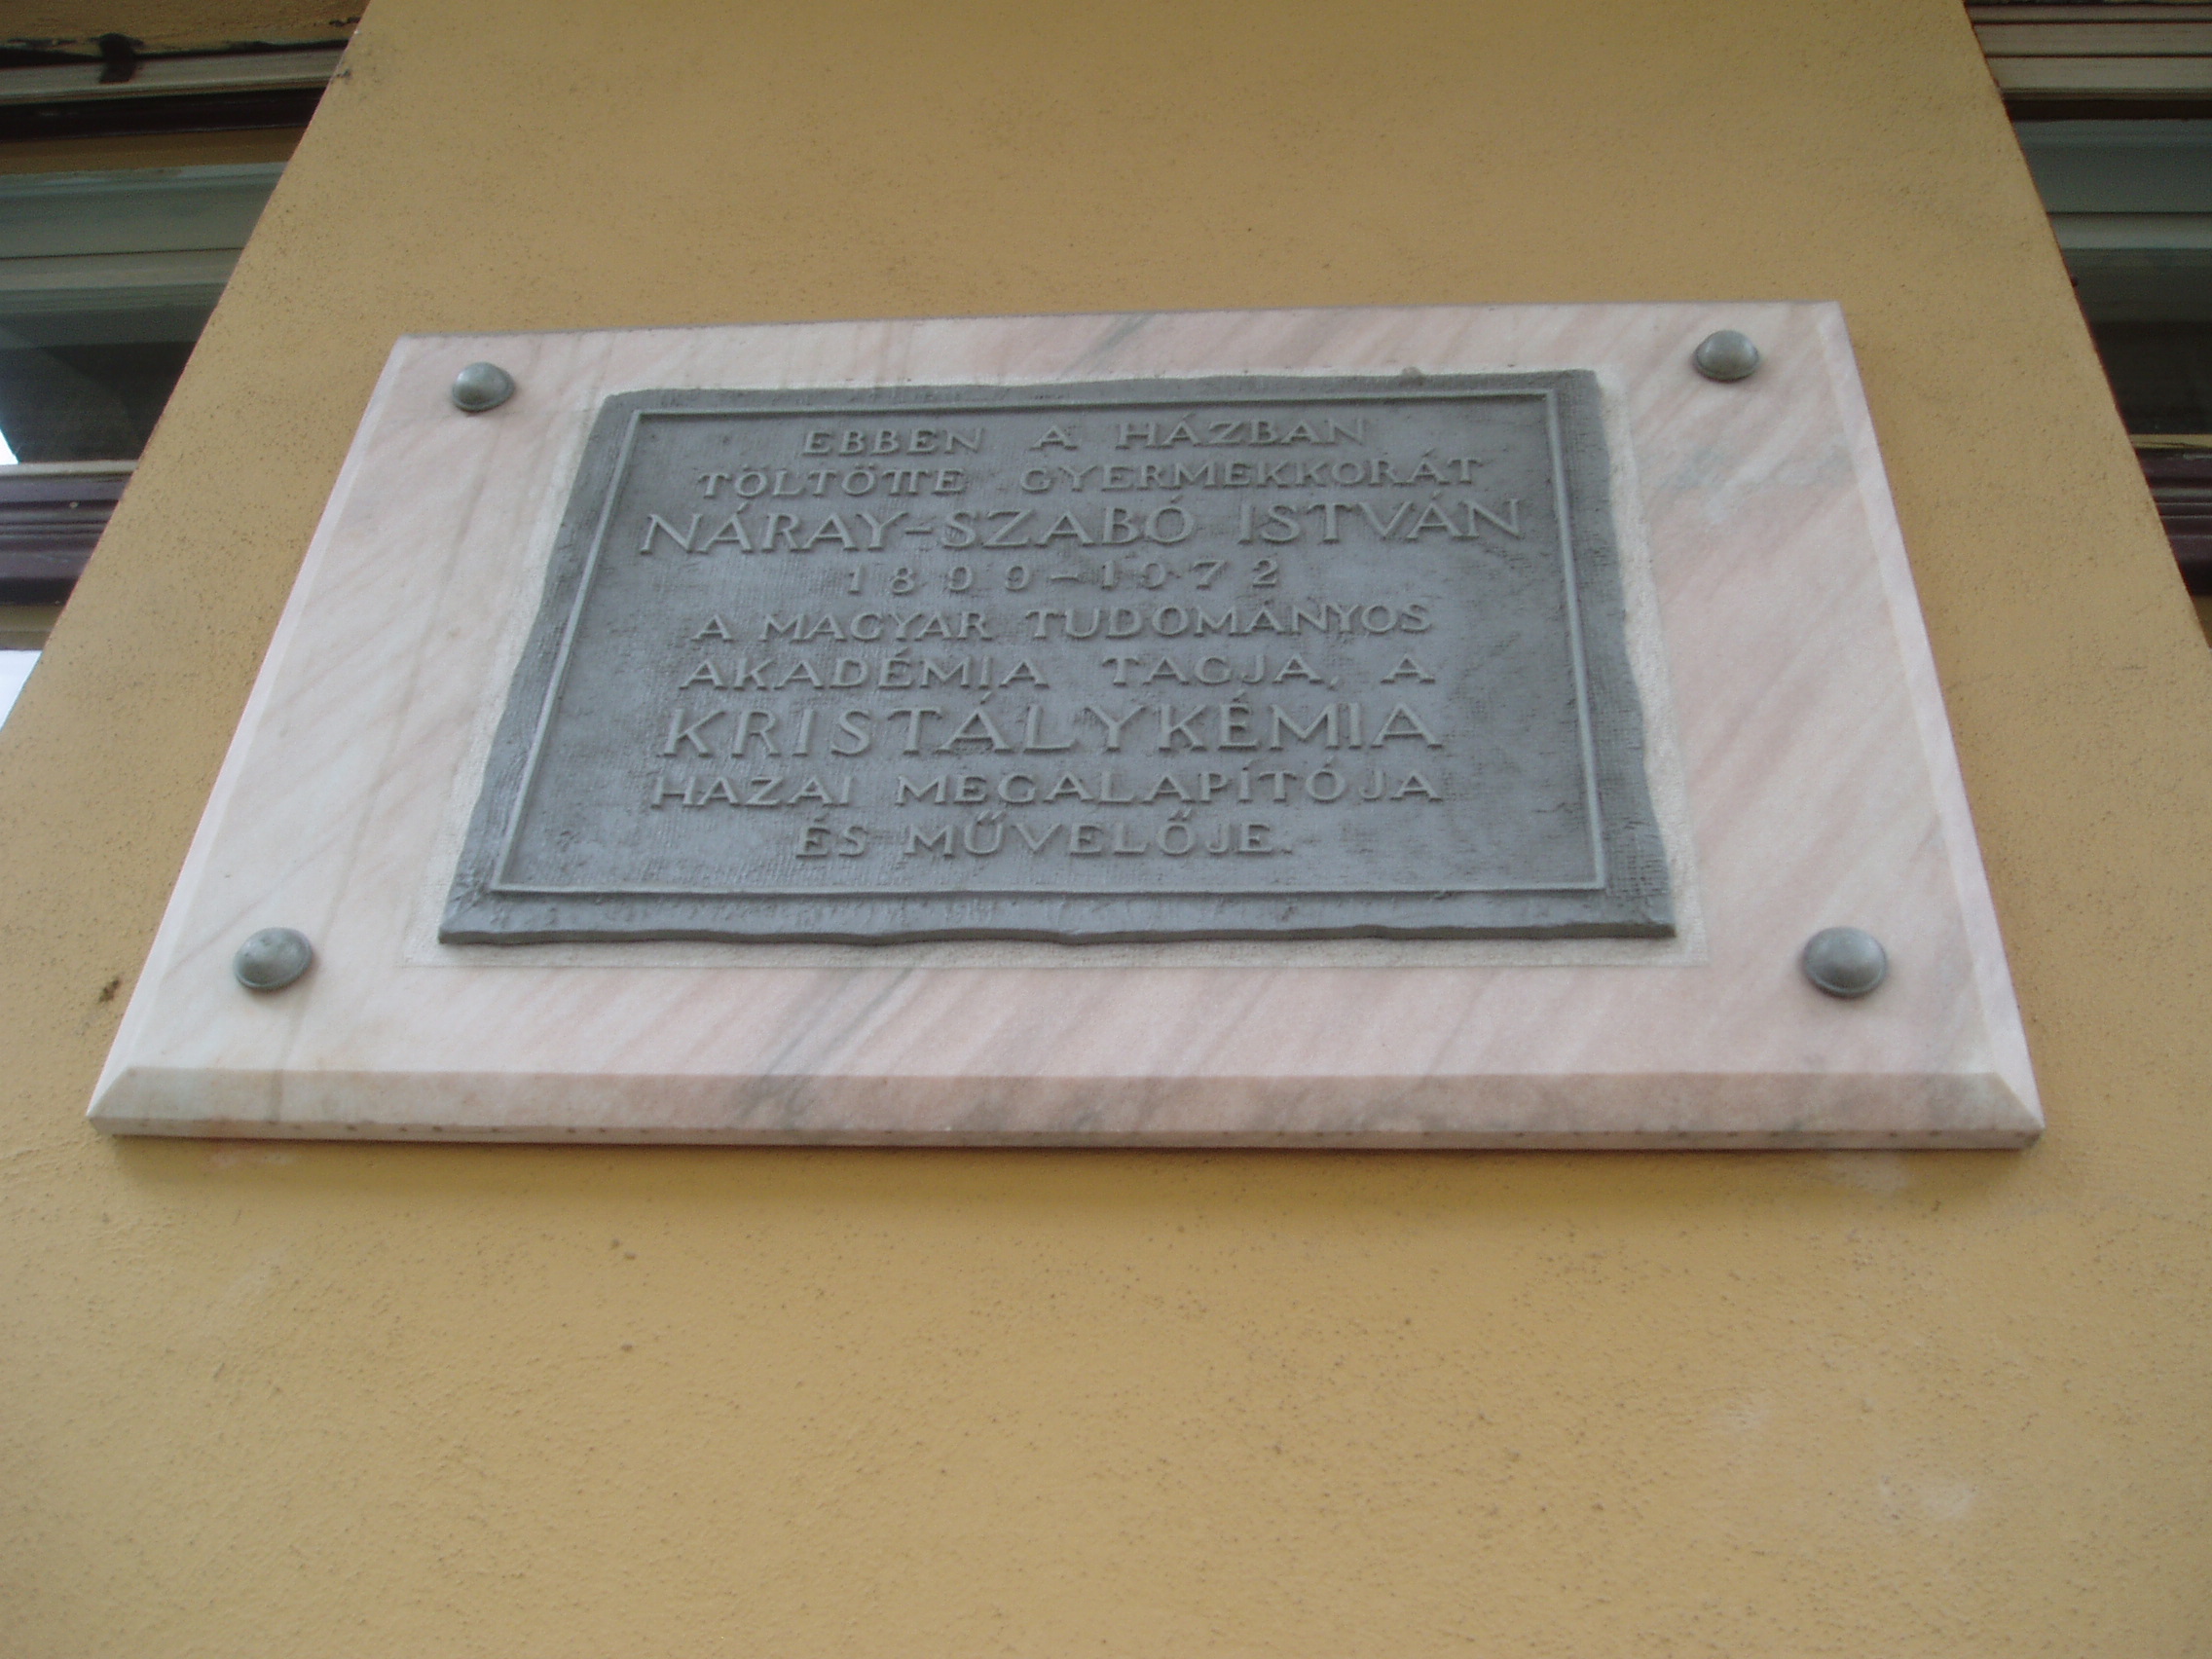 EBBEN A HÁZBAN
TÖLTÖTTE GYERMEKKORÁT
NÁRAY-SZABÓ ISTVÁN
1899-1972
A MAGYAR TUDOMÁNYOS
AKADÉMIA TAGJA, A
KRISTÁLYKÉMIA
HAZAI MEGALAPÍTÓJA
ÉS MŰVELŐJE.